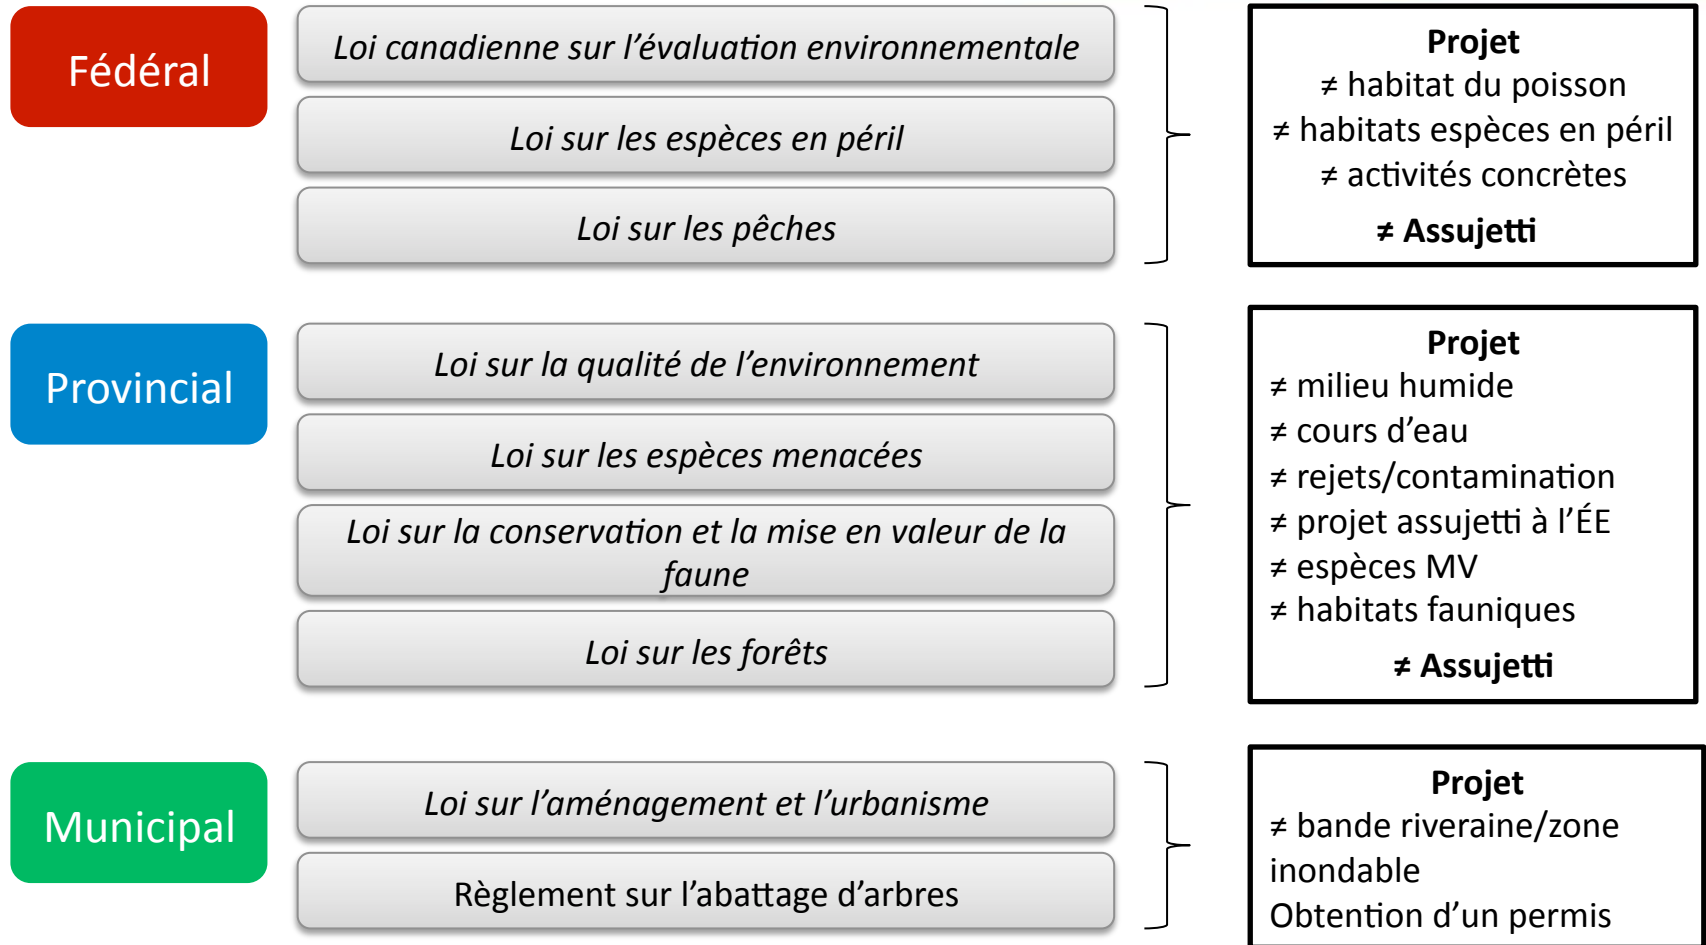 Fédéral
Loi canadienne sur l’évaluation environnementale
Loi sur les espèces en péril
Loi sur les pêches
Projet
≠ habitat du poisson
≠ habitats espèces en péril
≠ activités concrètes
≠ Assujetti
Provincial
Loi sur la qualité de l’environnement
Loi sur les espèces menacées
Loi sur la conservation et la mise en valeur de la
faune
Loi sur les forêts
Projet
≠ milieu humide
≠ cours d’eau
≠ rejets/contamination
≠ projet assujetti à l’ÉE
≠ espèces MV
≠ habitats fauniques
≠ Assujetti
Municipal
Loi sur l’aménagement et l’urbanisme
Règlement sur l’abattage d’arbres
Projet
≠ bande riveraine/zone
inondable
Obtention d’un permis